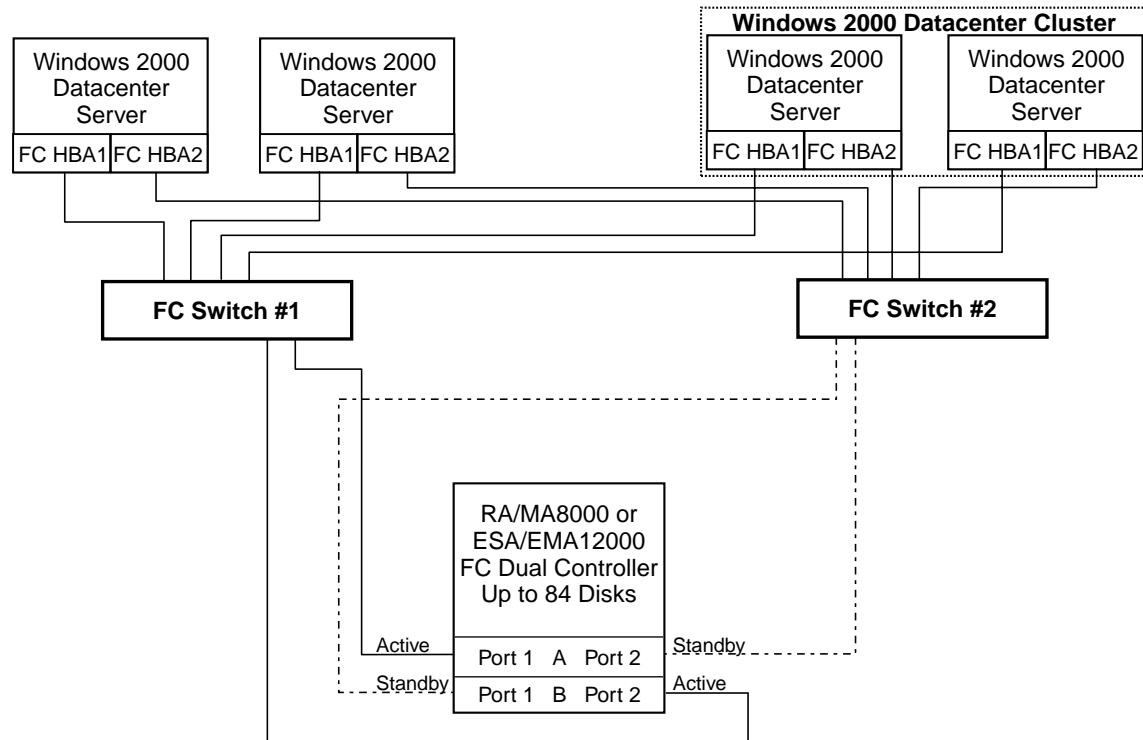 Windows 2000 Datacenter Cluster
Windows 2000
Datacenter
Server
FC HBA1 FC HBA2
Windows 2000
Datacenter
Server
FC HBA1 FC HBA2
Windows 2000
Datacenter
Server
FC HBA1 FC HBA2
Windows 2000
Datacenter
Server
FC HBA1 FC HBA2
FC Switch #1
FC Switch #2
RA/MA8000 or
ESA/EMA12000
FC Dual Controller
Up to 84 Disks
Active
Port 1 A Port 2
Standby
Standby
Port 1 B Port 2
Active